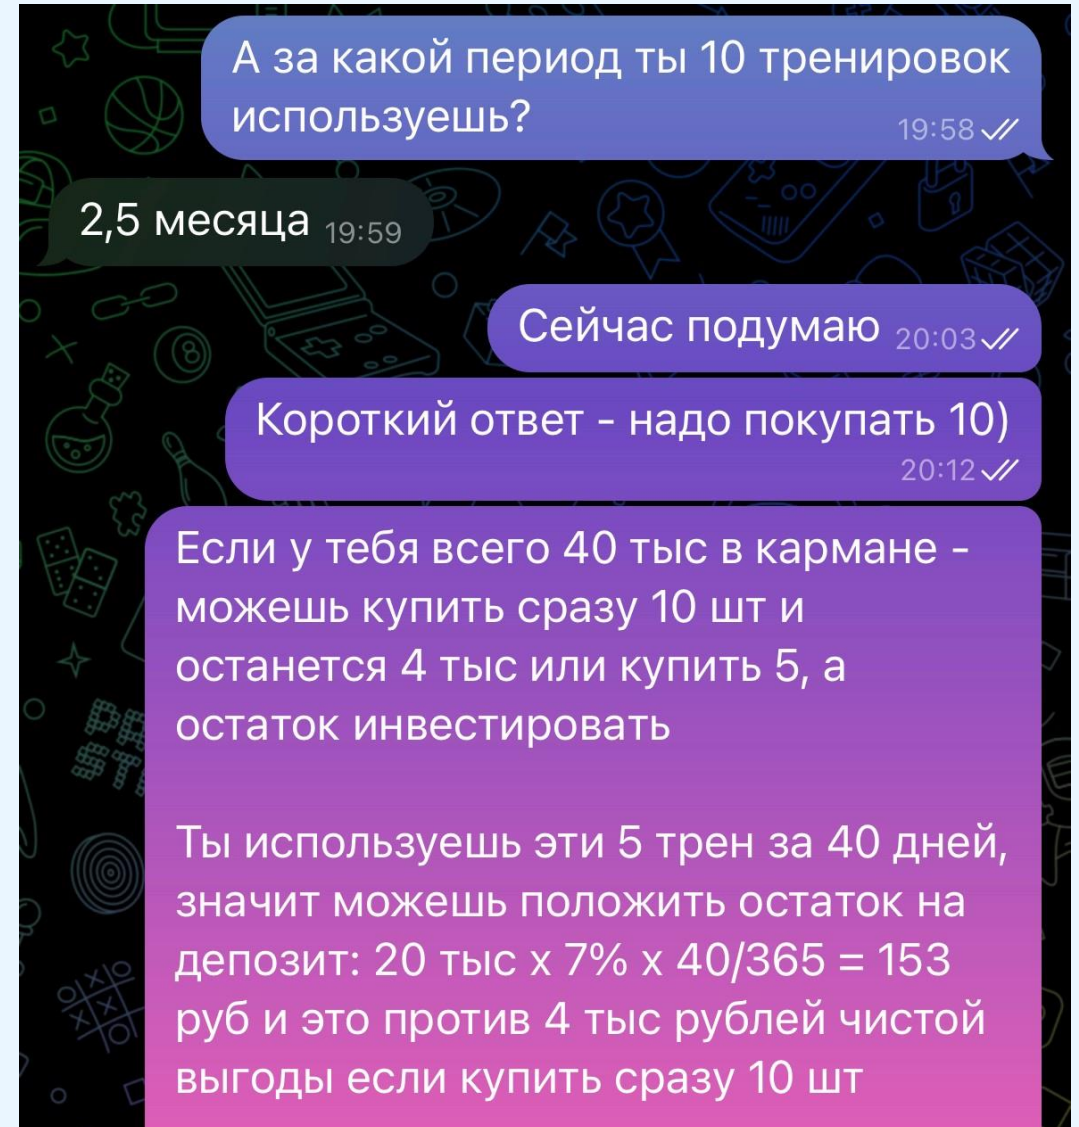 А за какой период ты 10 тренировок
используешь?
19:58
2,5 месяца 19:59
Сейчас подумаю 20:03
Короткий ответ - надо покупать 10)
20:12
Если у тебя всего 40 тыс в кармане -
можешь купить сразу 10 шт и
останется 4 тыс или купить 5, а
остаток инвестировать
Ты используешь эти 5 трен за 40 дней,
значит можешь положить остаток на
депозит: 20 тыс х 7% х 40/365 = 153
руб и это против 4 тыс рублей чистой
выгоды если купить сразу 10 шт